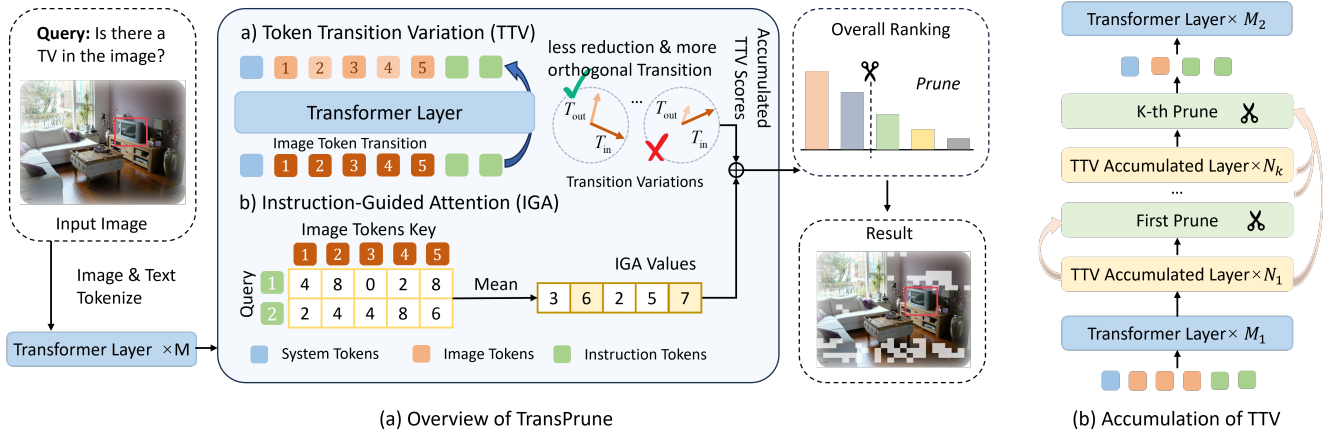 Query: Is there a
TV in the image?
Input Image
Image & Text
Tokenize
Transformer Layer ×M
a) Token Transition Variation (TTV)
1 2 3 4 5
Transformer Layer
Image Token Transition
1 2 3 4 5
less reduction & more
orthogonal Transition
...
T_out
T_in
T_out
T_in
Transition Variations
Accumulated
TTV Scores
b) Instruction-Guided Attention (IGA)
Image Tokens Key
1 2 3 4 5
Query
1 4 8 0 2 8
2 2 4 4 8 6
Mean
IGA Values
3 6 2 5 7
System Tokens
Image Tokens
Instruction Tokens
Overall Ranking
Prune
Result
(a) Overview of TransPrune
Transformer Layer× M₂
K-th Prune
TTV Accumulated Layer×Nₖ
...
First Prune
TTV Accumulated Layer×N₁
Transformer Layer× M₁
(b) Accumulation of TTV